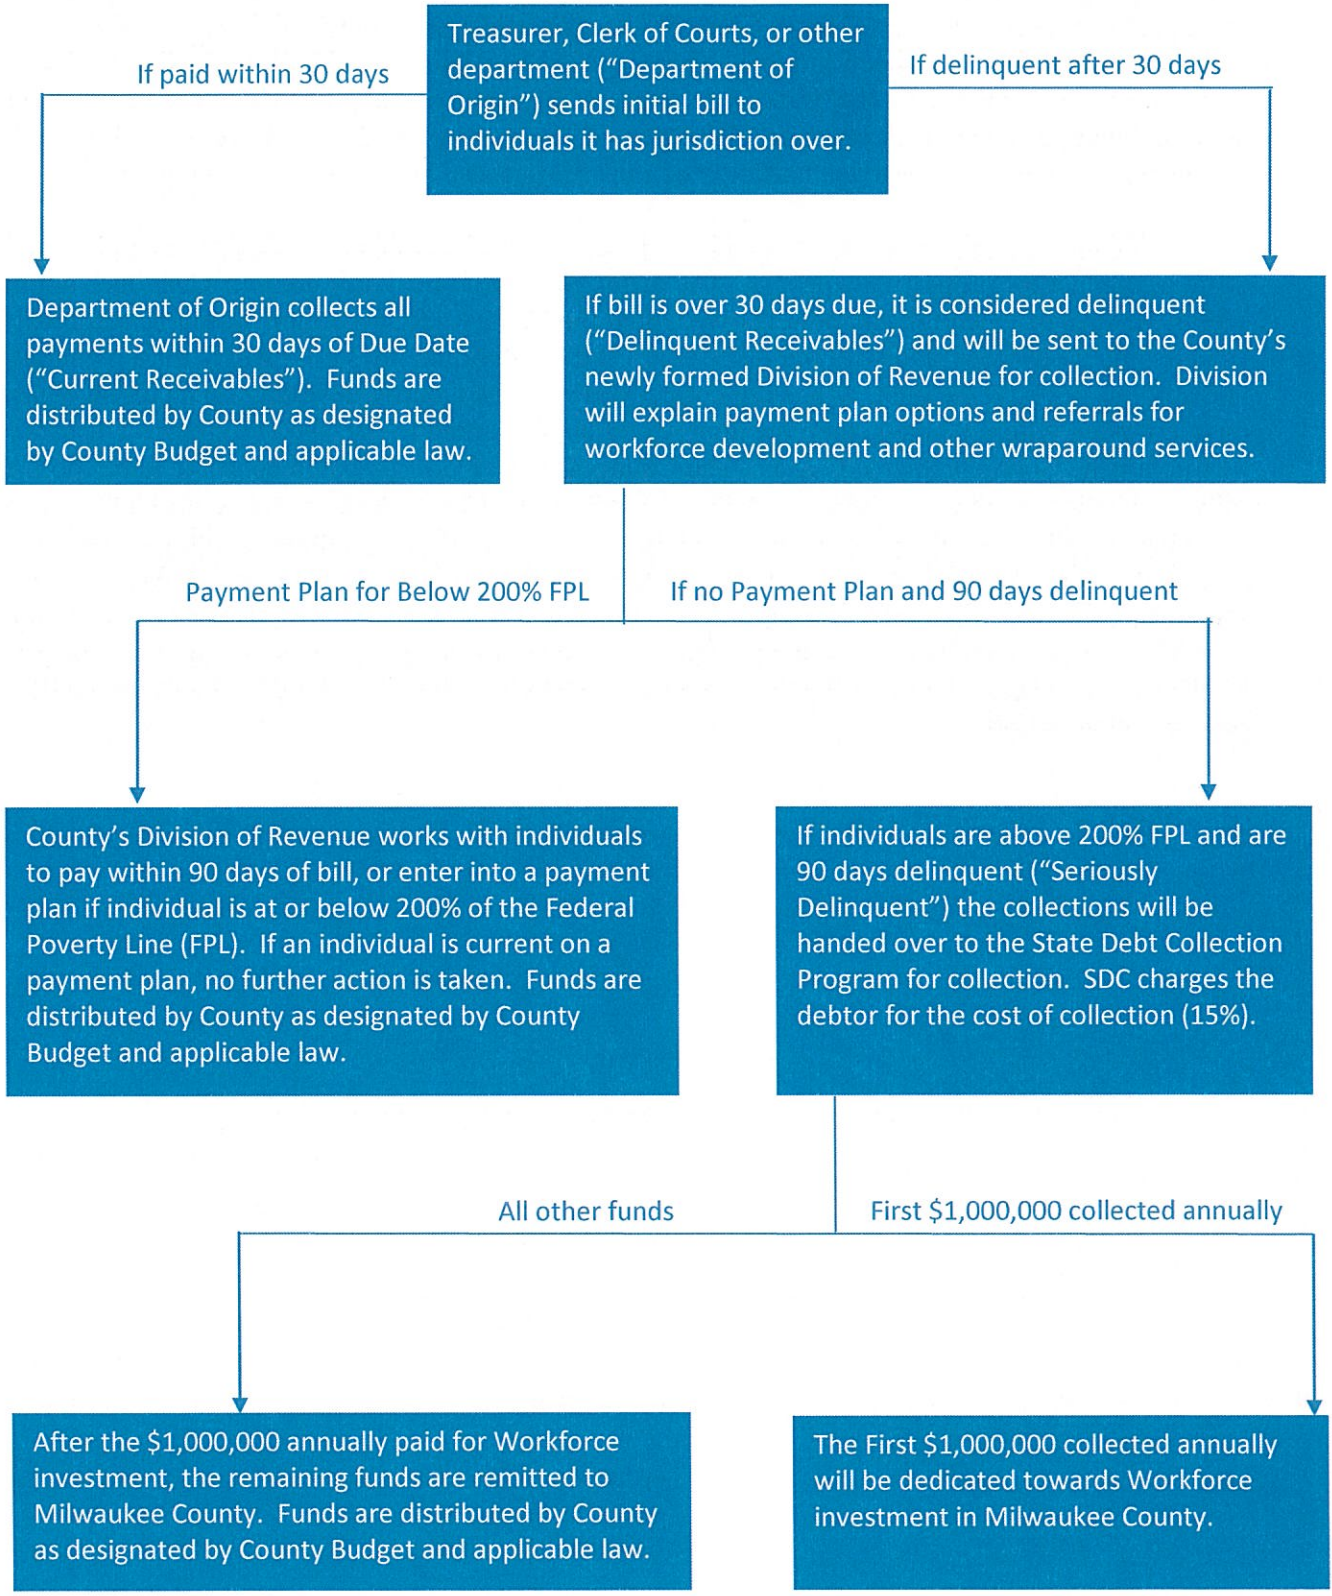 Treasurer, Clerk of Courts, or other
department (“Department of
Origin”) sends initial bill to
individuals it has jurisdiction over.
If paid within 30 days
If delinquent after 30 days
Department of Origin collects all
payments within 30 days of Due Date
(“Current Receivables”).  Funds are
distributed by County as designated
by County Budget and applicable law.
If bill is over 30 days due, it is considered delinquent
(“Delinquent Receivables”) and will be sent to the County’s
newly formed Division of Revenue for collection.  Division
will explain payment plan options and referrals for
workforce development and other wraparound services.
Payment Plan for Below 200% FPL
If no Payment Plan and 90 days delinquent
County’s Division of Revenue works with individuals
to pay within 90 days of bill, or enter into a payment
plan if individual is at or below 200% of the Federal
Poverty Line (FPL).  If an individual is current on a
payment plan, no further action is taken.  Funds are
distributed by County as designated by County
Budget and applicable law.
If individuals are above 200% FPL and are
90 days delinquent (“Seriously
Delinquent”) the collections will be
handed over to the State Debt Collection
Program for collection.  SDC charges the
debtor for the cost of collection (15%).
All other funds
First $1,000,000 collected annually
After the $1,000,000 annually paid for Workforce
investment, the remaining funds are remitted to
Milwaukee County.  Funds are distributed by County
as designated by County Budget and applicable law.
The First $1,000,000 collected annually
will be dedicated towards Workforce
investment in Milwaukee County.